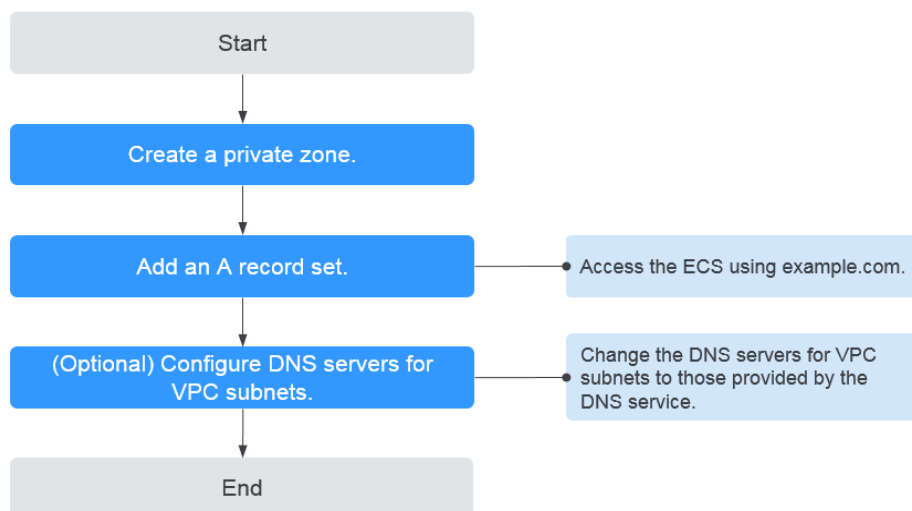 Start
Create a private zone.
Add an A record set.
Access the ECS using example.com.
(Optional) Configure DNS servers for
VPC subnets.
Change the DNS servers for VPC
subnets to those provided by the
DNS service.
End